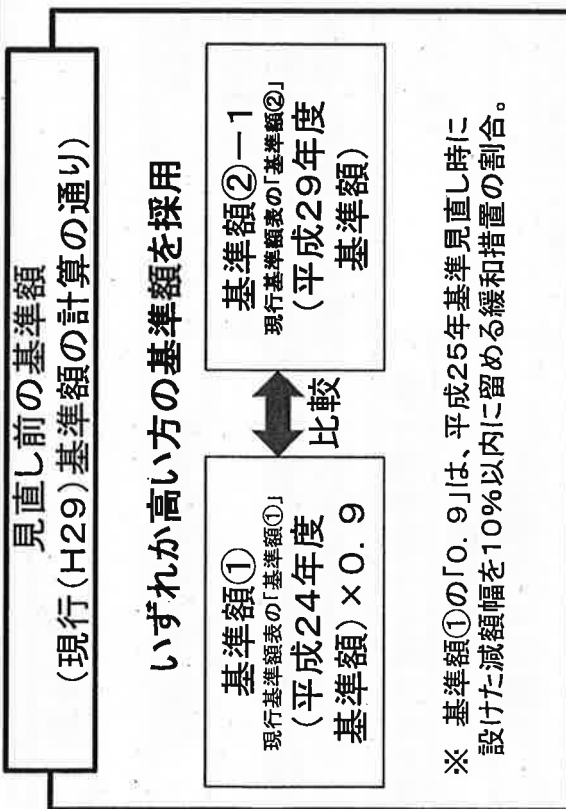 見直し前の基準額
(現行(H29)基準額の計算の通り)
いずれか高い方の基準額を採用
基準額①
現行基準額表の「基準額①」
(平成24年度
基準額)×0.9
比較
基準額②−1
現行基準額表の「基準額②」
(平成29年度
基準額)
※ 基準額①の「0.9」は、平成25年基準見直し時に
設けた減額幅を10%以内に留める緩和措置の割合。